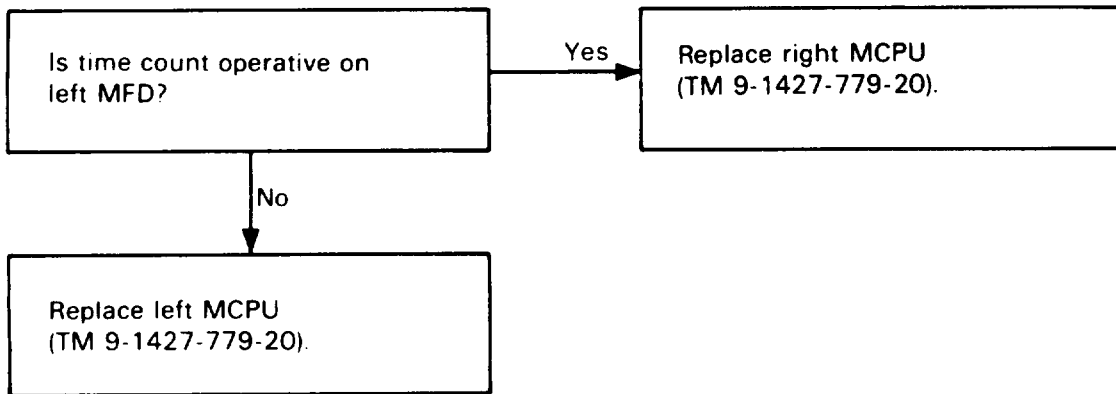 Is time count operative on
left MFD?
Yes
Replace right MCPU
(TM 9-1427-779-20).
No
Replace left MCPU
(TM 9-1427-779-20).